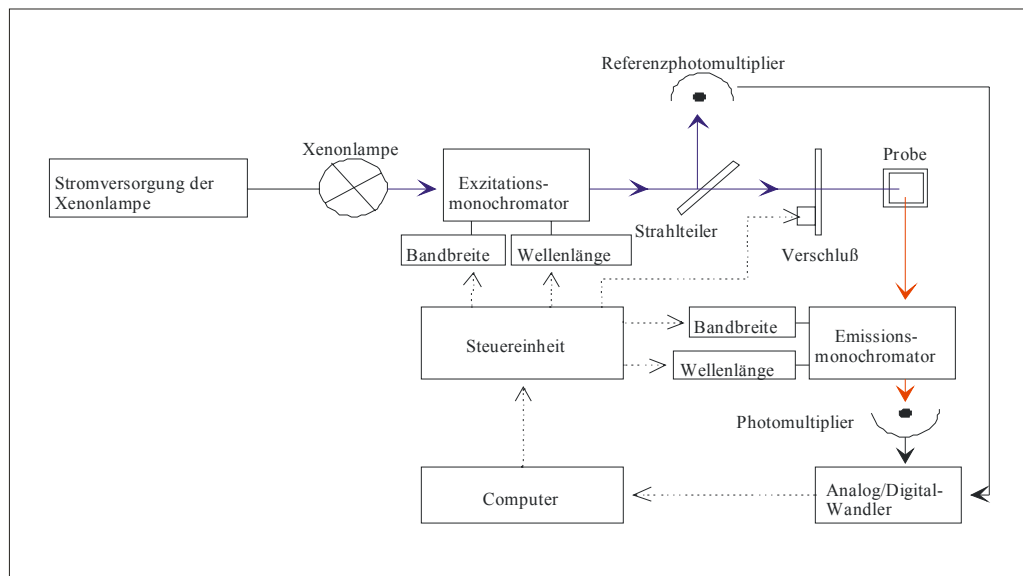 Referenzphotomultiplier
Xenonlampe
Probe
Stromversorgung der
Xenonlampe
Exzitations-
monochromator
Strahlteiler
Verschluß
Bandbreite
Wellenlänge
Steuereinheit
Bandbreite
Wellenlänge
Emissions-
monochromator
Photomultiplier
Computer
Analog/Digital-
Wandler